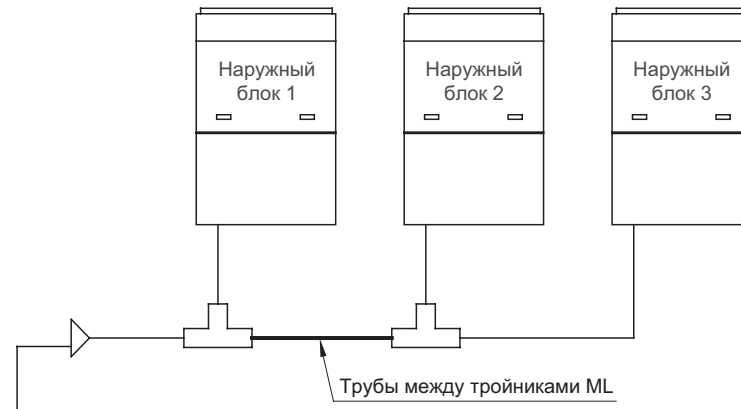 Наружный
блок 1
Наружный
блок 2
Наружный
блок 3
Трубы между тройниками ML